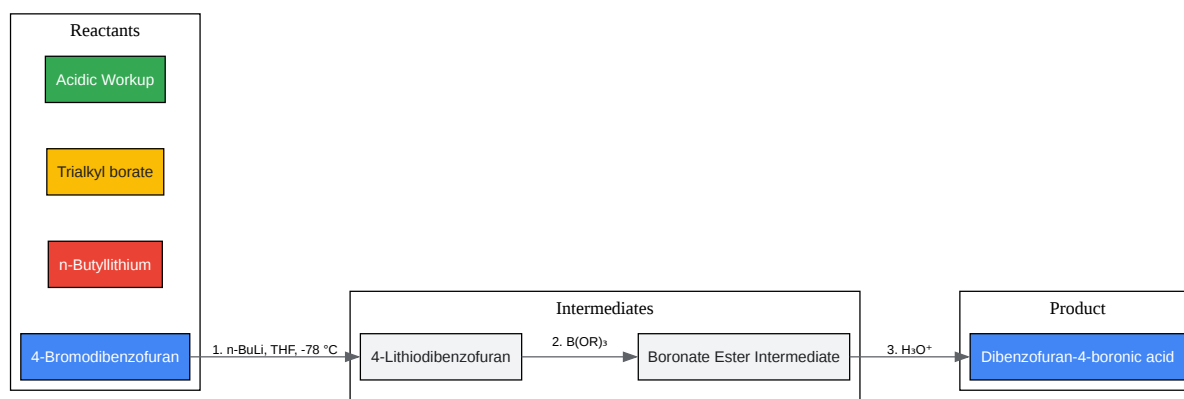 Reactants
Acidic Workup
Trialkyl borate
n-Butyllithium
4-Bromodibenzofuran
1. n-BuLi, THF, -78 °C
Intermediates
4-Lithiodibenzofuran
2. B(OR)₃
Boronate Ester Intermediate
3. H₃O⁺
Product
Dibenzofuran-4-boronic acid